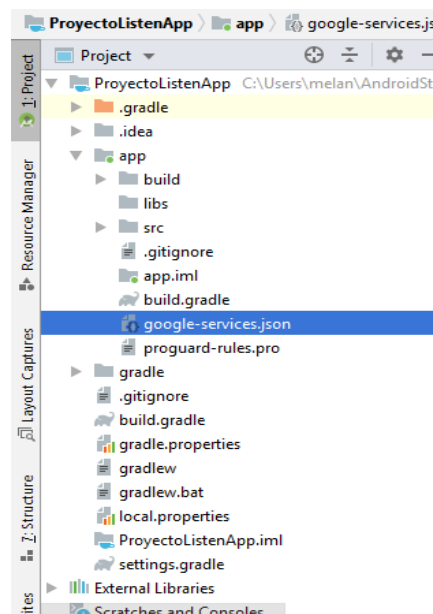 ProyectoListenApp app google-services.js
Project
ProyectoListenApp C:\Users\melan\AndroidSt
.gradle
.idea
app
build
libs
src
.gitignore
app.iml
build.gradle
google-services.json
proguard-rules.pro
gradle
.gitignore
build.gradle
gradle.properties
gradlew
gradlew.bat
local.properties
ProyectoListenApp.iml
settings.gradle
External Libraries
Scratches and Consoles
1: Project
Resource Manager
Layout Captures
7: Structure
ites